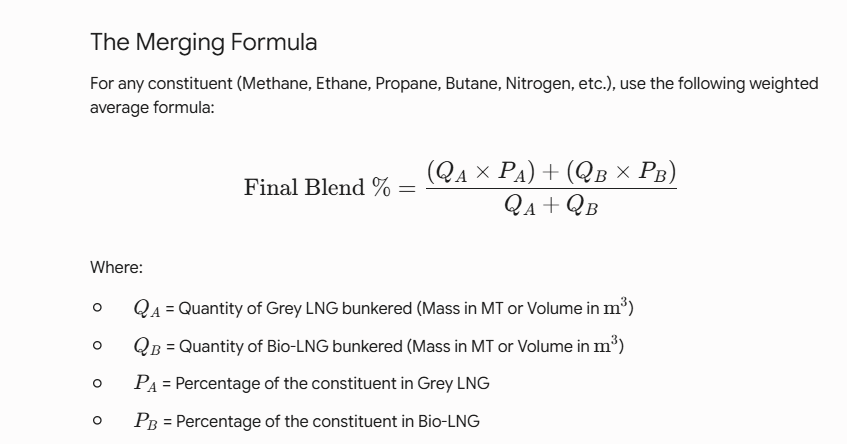 The Merging Formula
For any constituent (Methane, Ethane, Propane, Butane, Nitrogen, etc.), use the following weighted
average formula:
Final Blend % = \frac{(Q_A × P_A) + (Q_B × P_B)}{Q_A + Q_B}
Where:
○ Q_A = Quantity of Grey LNG bunkered (Mass in MT or Volume in m³)
○ Q_B = Quantity of Bio-LNG bunkered (Mass in MT or Volume in m³)
○ P_A = Percentage of the constituent in Grey LNG
○ P_B = Percentage of the constituent in Bio-LNG